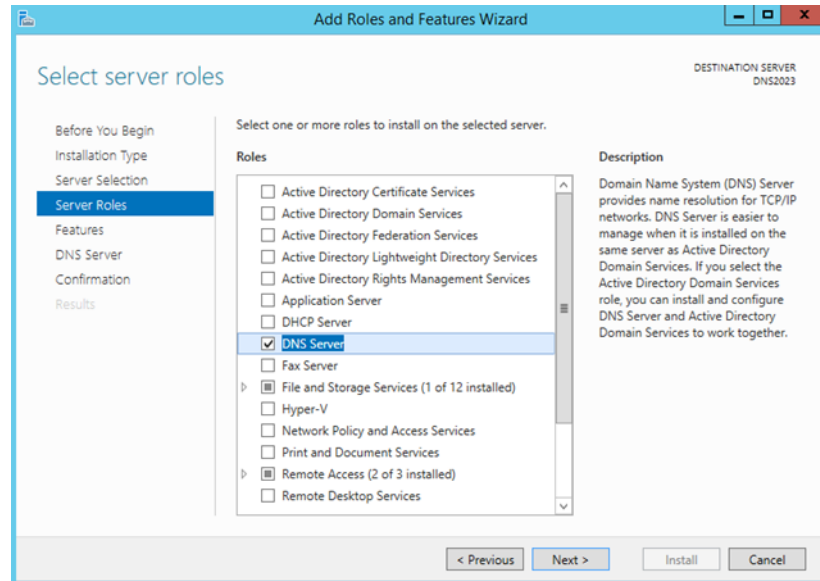 Add Roles and Features Wizard
Select server roles
DESTINATION SERVER
DNS2023
Before You Begin
Installation Type
Server Selection
Server Roles
Features
DNS Server
Confirmation
Results
Select one or more roles to install on the selected server.
Roles
Active Directory Certificate Services
Active Directory Domain Services
Active Directory Federation Services
Active Directory Lightweight Directory Services
Active Directory Rights Management Services
Application Server
DHCP Server
DNS Server
Fax Server
File and Storage Services (1 of 12 installed)
Hyper-V
Network Policy and Access Services
Print and Document Services
Remote Access (2 of 3 installed)
Remote Desktop Services
Description
Domain Name System (DNS) Server
provides name resolution for TCP/IP
networks. DNS Server is easier to
manage when it is installed on the
same server as Active Directory
Domain Services. If you select the
Active Directory Domain Services
role, you can install and configure
DNS Server and Active Directory
Domain Services to work together.
< Previous
Next >
Install
Cancel